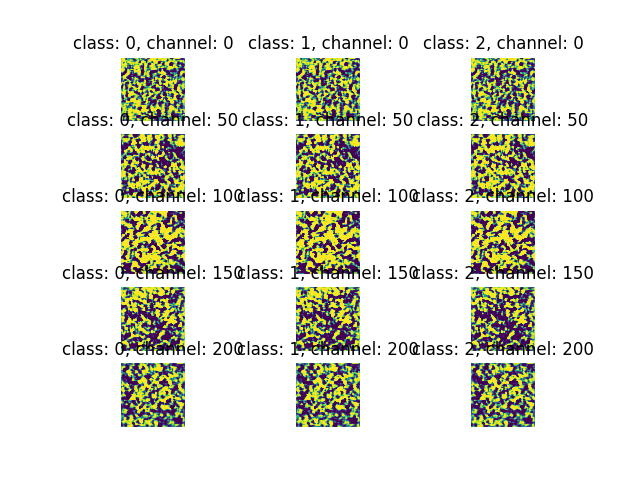 class: 0, channel: 0 class: 1, channel: 0 class: 2, channel: 0
class: 0, channel: 50 class: 1, channel: 50 class: 2, channel: 50
class: 0, channel: 100 class: 1, channel: 100 class: 2, channel: 100
class: 0, channel: 150 class: 1, channel: 150 class: 2, channel: 150
class: 0, channel: 200 class: 1, channel: 200 class: 2, channel: 200